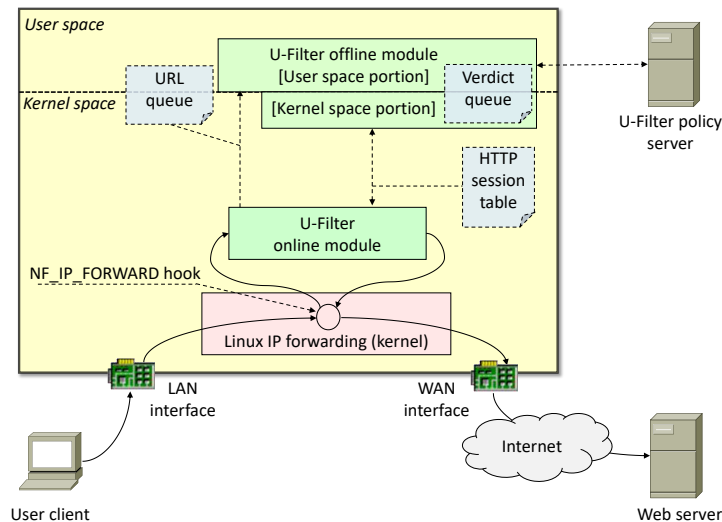 User space
U-Filter offline module
[User space portion]
URL
queue
Verdict
queue
Kernel space
[Kernel space portion]
U-Filter policy
server
HTTP
session
table
U-Filter
online module
NF_IP_FORWARD hook
Linux IP forwarding (kernel)
LAN
interface
WAN
interface
Internet
User client
Web server